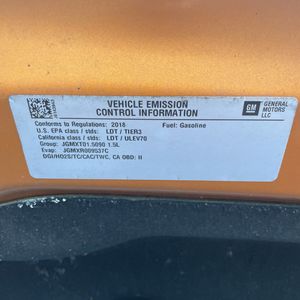 VEHICLE EMISSION
CONTROL INFORMATION
GM
GENERAL
MOTORS
LLC
Conforms to Regulations: 2018 Fuel: Gasoline
U.S. EPA class / stds: LDT / TIER3
California class / stds: LDT / ULEV70
Group: JGMXT01.5090 1.5L
Evap: JGMXR009537C
DGI/HO2S/TC/CAC/TWC, CA OBD: II